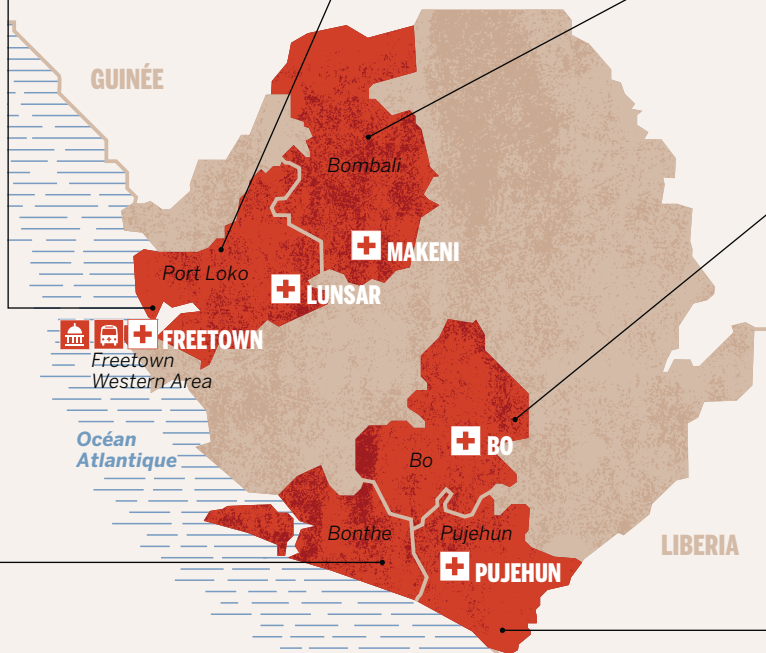 GUINÉE
Bombali
MAKENI
Port Loko
LUNSAR
FREETOWN
Freetown
Western Area
Océan
Atlantique
BO
Bo
Bonthe
Pujehun
LIBERIA
PUJEHUN